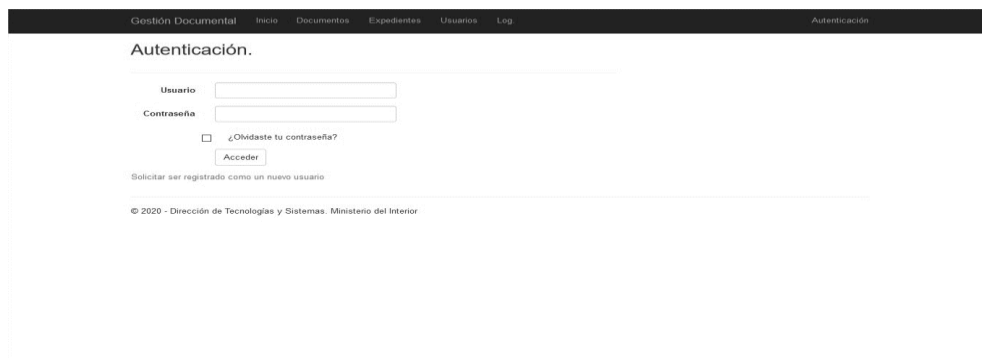 Gestión Documental Inicio Documentos Expedientes Usuarios Log Autenticación
Autenticación.
Usuario
Contraseña
¿Olvidaste tu contraseña?
Acceder
Solicitar ser registrado como un nuevo usuario
© 2020 - Dirección de Tecnologías y Sistemas. Ministerio del Interior